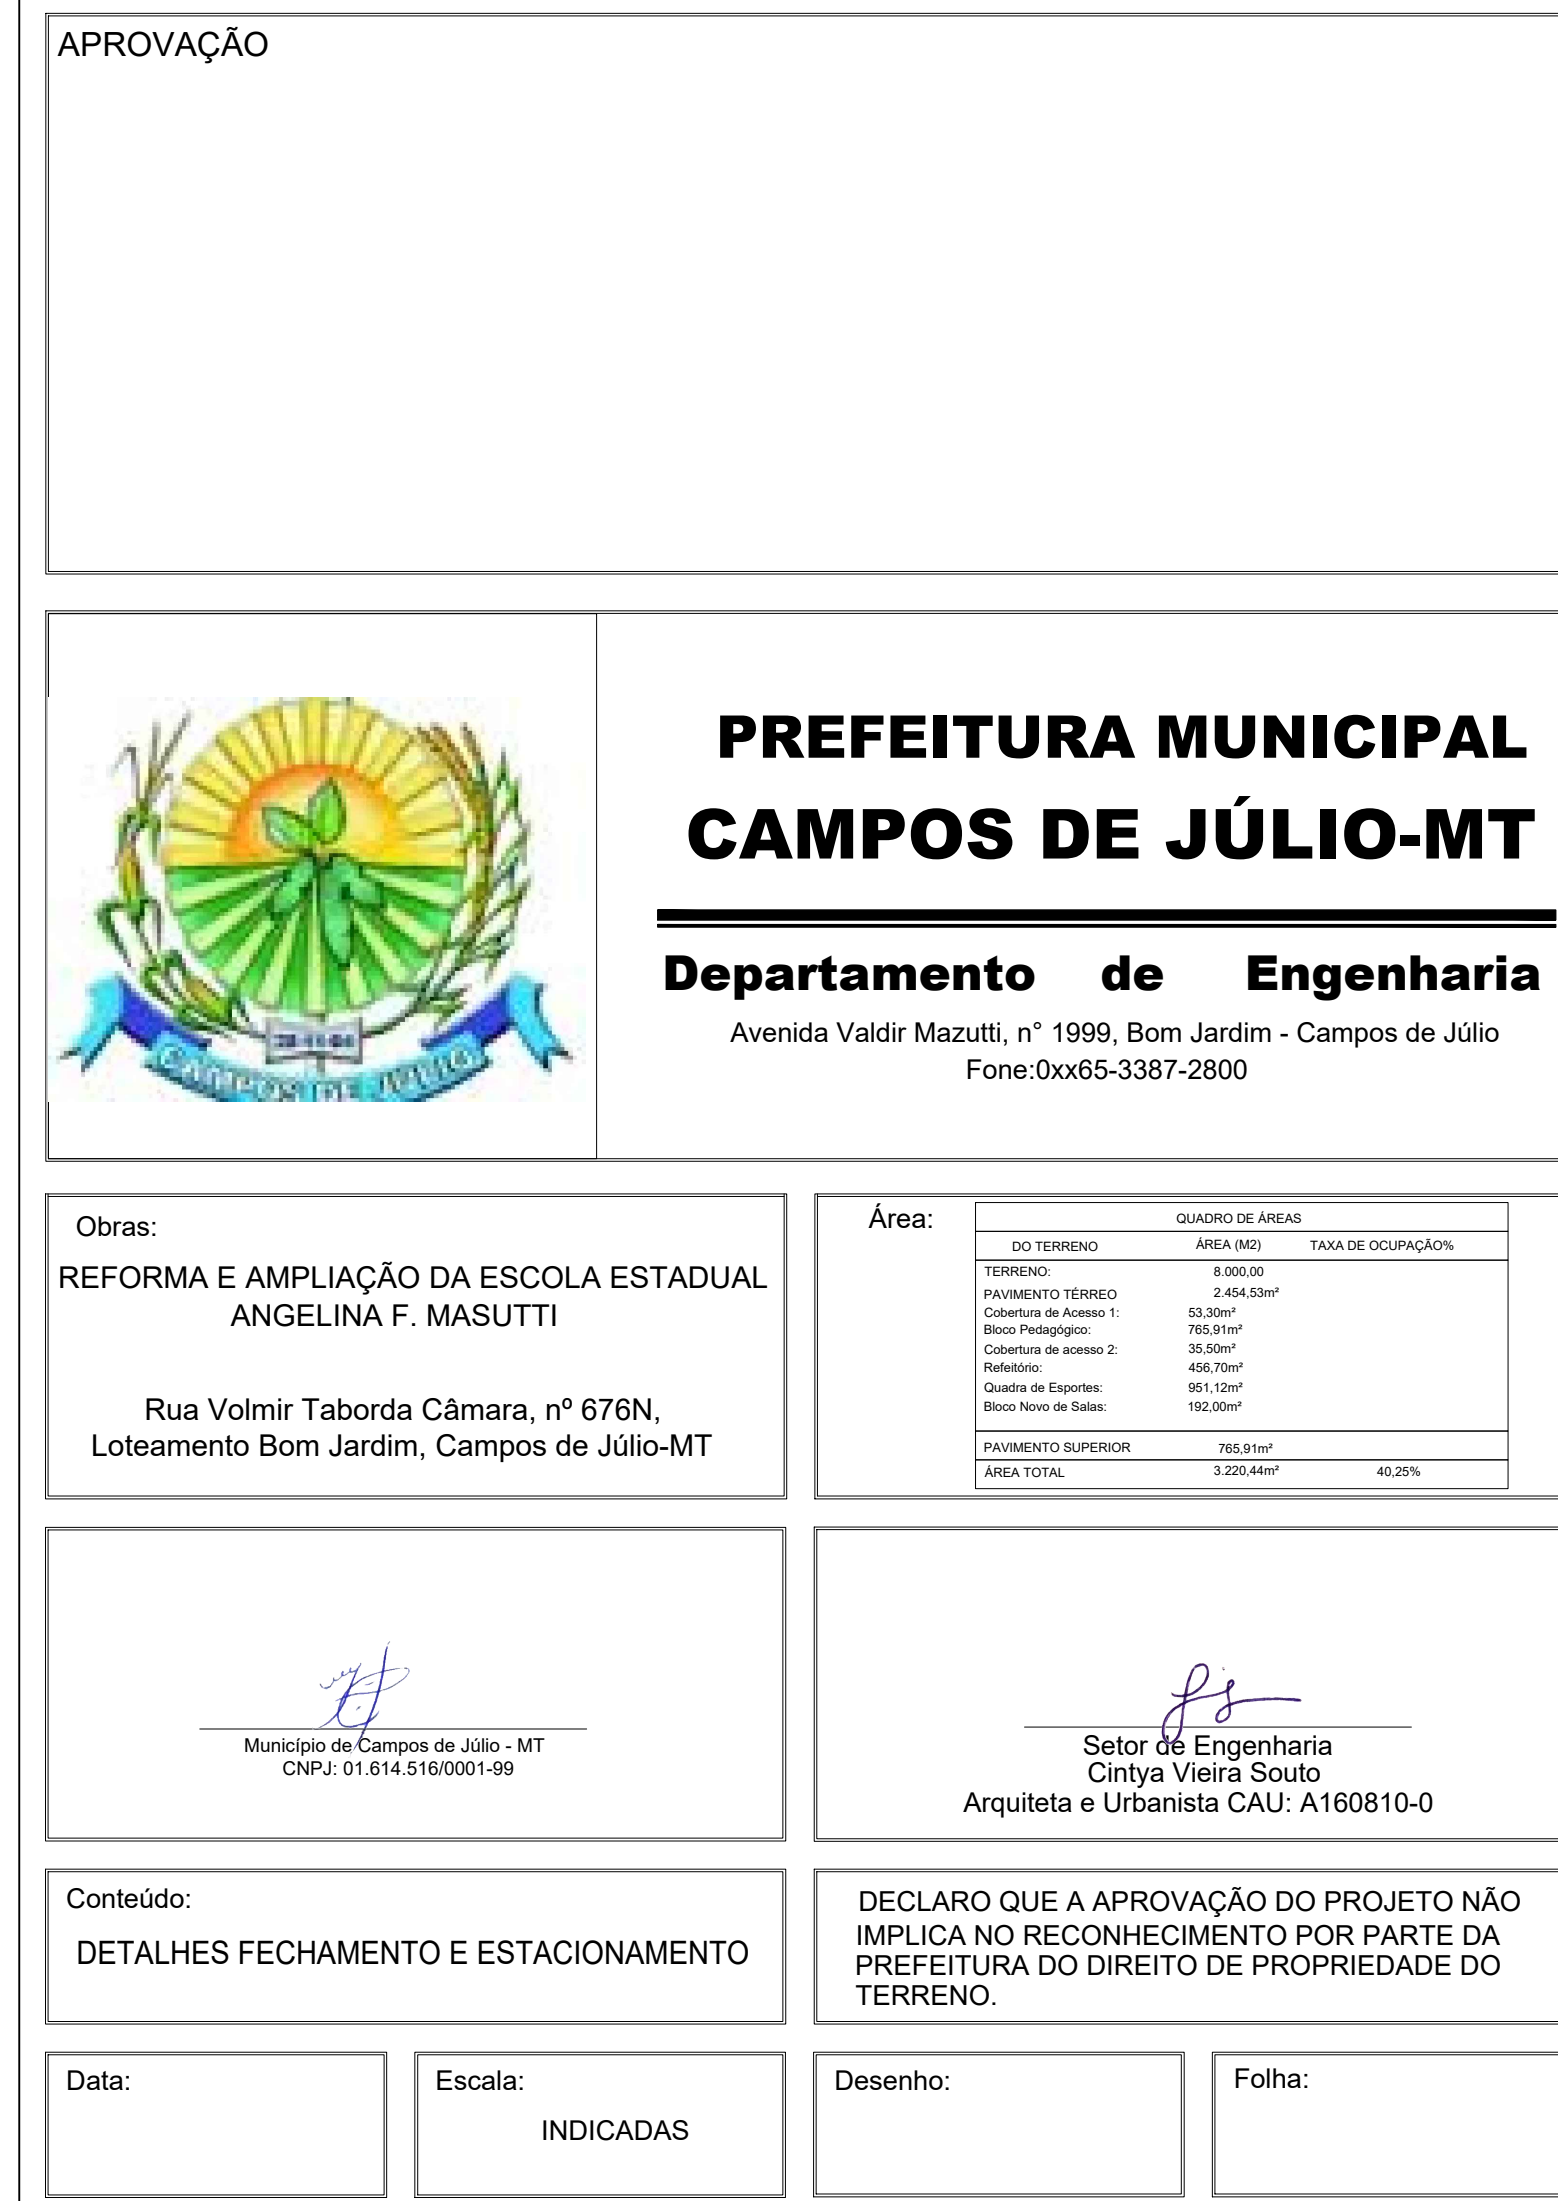 APROVAÇÃO
PREFEITURA MUNICIPAL
CAMPOS DE JÚLIO-MT
Departamento de Engenharia
Avenida Valdir Mazutti, n° 1999, Bom Jardim - Campos de Júlio
Fone:0xx65-3387-2800
CAMPOS DE JÚLIO
Obras:
REFORMA E AMPLIAÇÃO DA ESCOLA ESTADUAL
ANGELINA F. MASUTTI
Rua Volmir Taborda Câmara, nº 676N,
Loteamento Bom Jardim, Campos de Júlio-MT
Área:
QUADRO DE ÁREAS
DO TERRENO ÁREA (M2) TAXA DE OCUPAÇÃO%
TERRENO: 8.000,00
PAVIMENTO TÉRREO 2.454,53m²
Cobertura de Acesso 1: 53,30m²
Bloco Pedagógico: 765,91m²
Cobertura de acesso 2: 35,50m²
Refeitório: 456,70m²
Quadra de Esportes: 951,12m²
Bloco Novo de Salas: 192,00m²
PAVIMENTO SUPERIOR 765,91m²
ÁREA TOTAL 3.220,44m² 40,25%
Município de Campos de Júlio - MT
CNPJ: 01.614.516/0001-99
Setor de Engenharia
Cintya Vieira Souto
Arquiteta e Urbanista CAU: A160810-0
Conteúdo:
DETALHES FECHAMENTO E ESTACIONAMENTO
DECLARO QUE A APROVAÇÃO DO PROJETO NÃO
IMPLICA NO RECONHECIMENTO POR PARTE DA
PREFEITURA DO DIREITO DE PROPRIEDADE DO
TERRENO.
Data:
Escala:
INDICADAS
Desenho:
Folha: